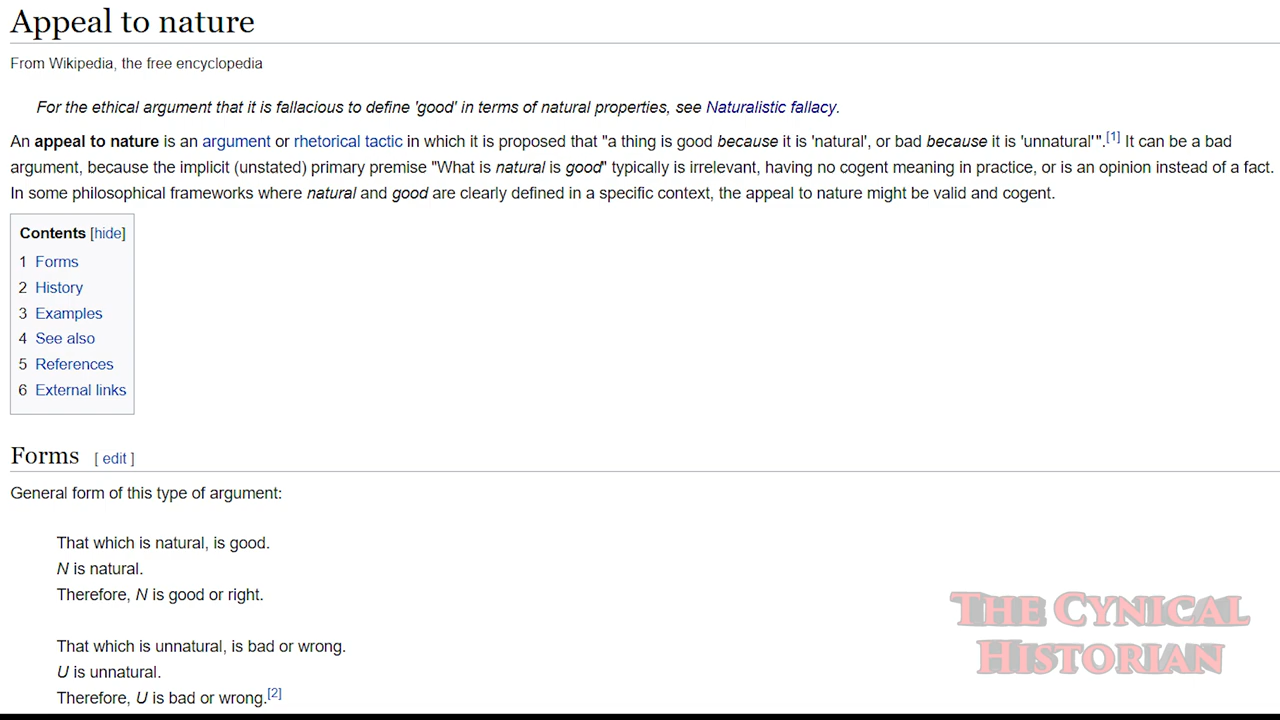 Appeal to nature
From Wikipedia, the free encyclopedia
For the ethical argument that it is fallacious to define 'good' in terms of natural properties, see Naturalistic fallacy.
An appeal to nature is an argument or rhetorical tactic in which it is proposed that "a thing is good because it is 'natural', or bad because it is 'unnatural'".[1] It can be a bad
argument, because the implicit (unstated) primary premise "What is natural is good" typically is irrelevant, having no cogent meaning in practice, or is an opinion instead of a fact.
In some philosophical frameworks where natural and good are clearly defined in a specific context, the appeal to nature might be valid and cogent.
Contents [hide]
1 Forms
2 History
3 Examples
4 See also
5 References
6 External links
Forms [ edit ]
General form of this type of argument:
That which is natural, is good.
N is natural.
Therefore, N is good or right.
That which is unnatural, is bad or wrong.
U is unnatural.
Therefore, U is bad or wrong.[2]
THE CYNICAL
HISTORIAN